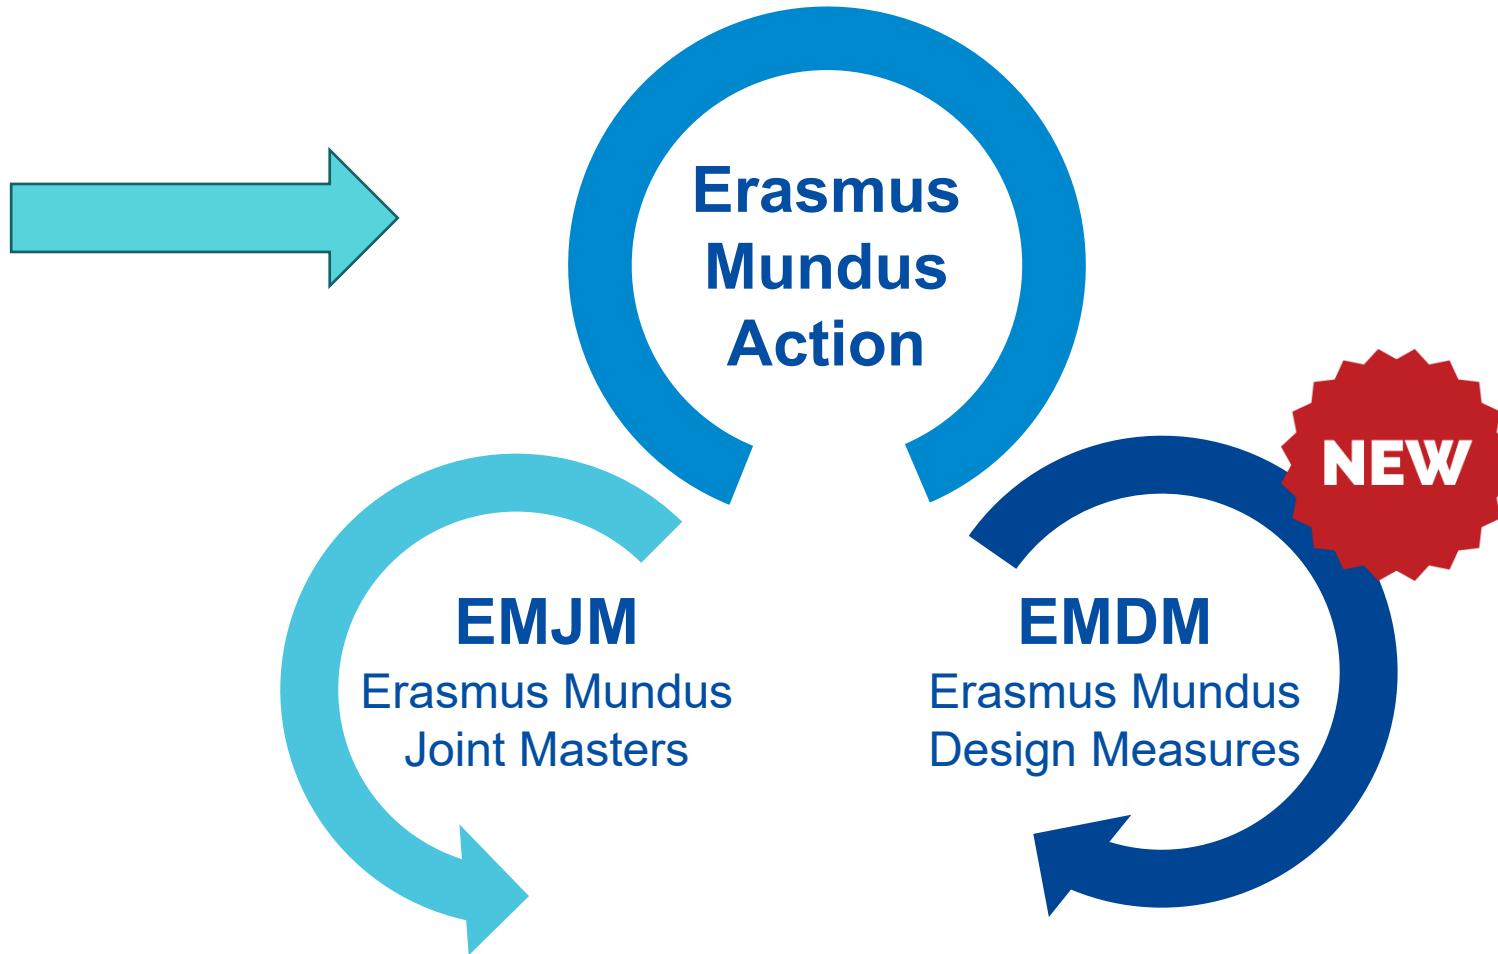 Erasmus
Mundus
Action
NEW
EMJM
Erasmus Mundus
Joint Masters
EMDM
Erasmus Mundus
Design Measures